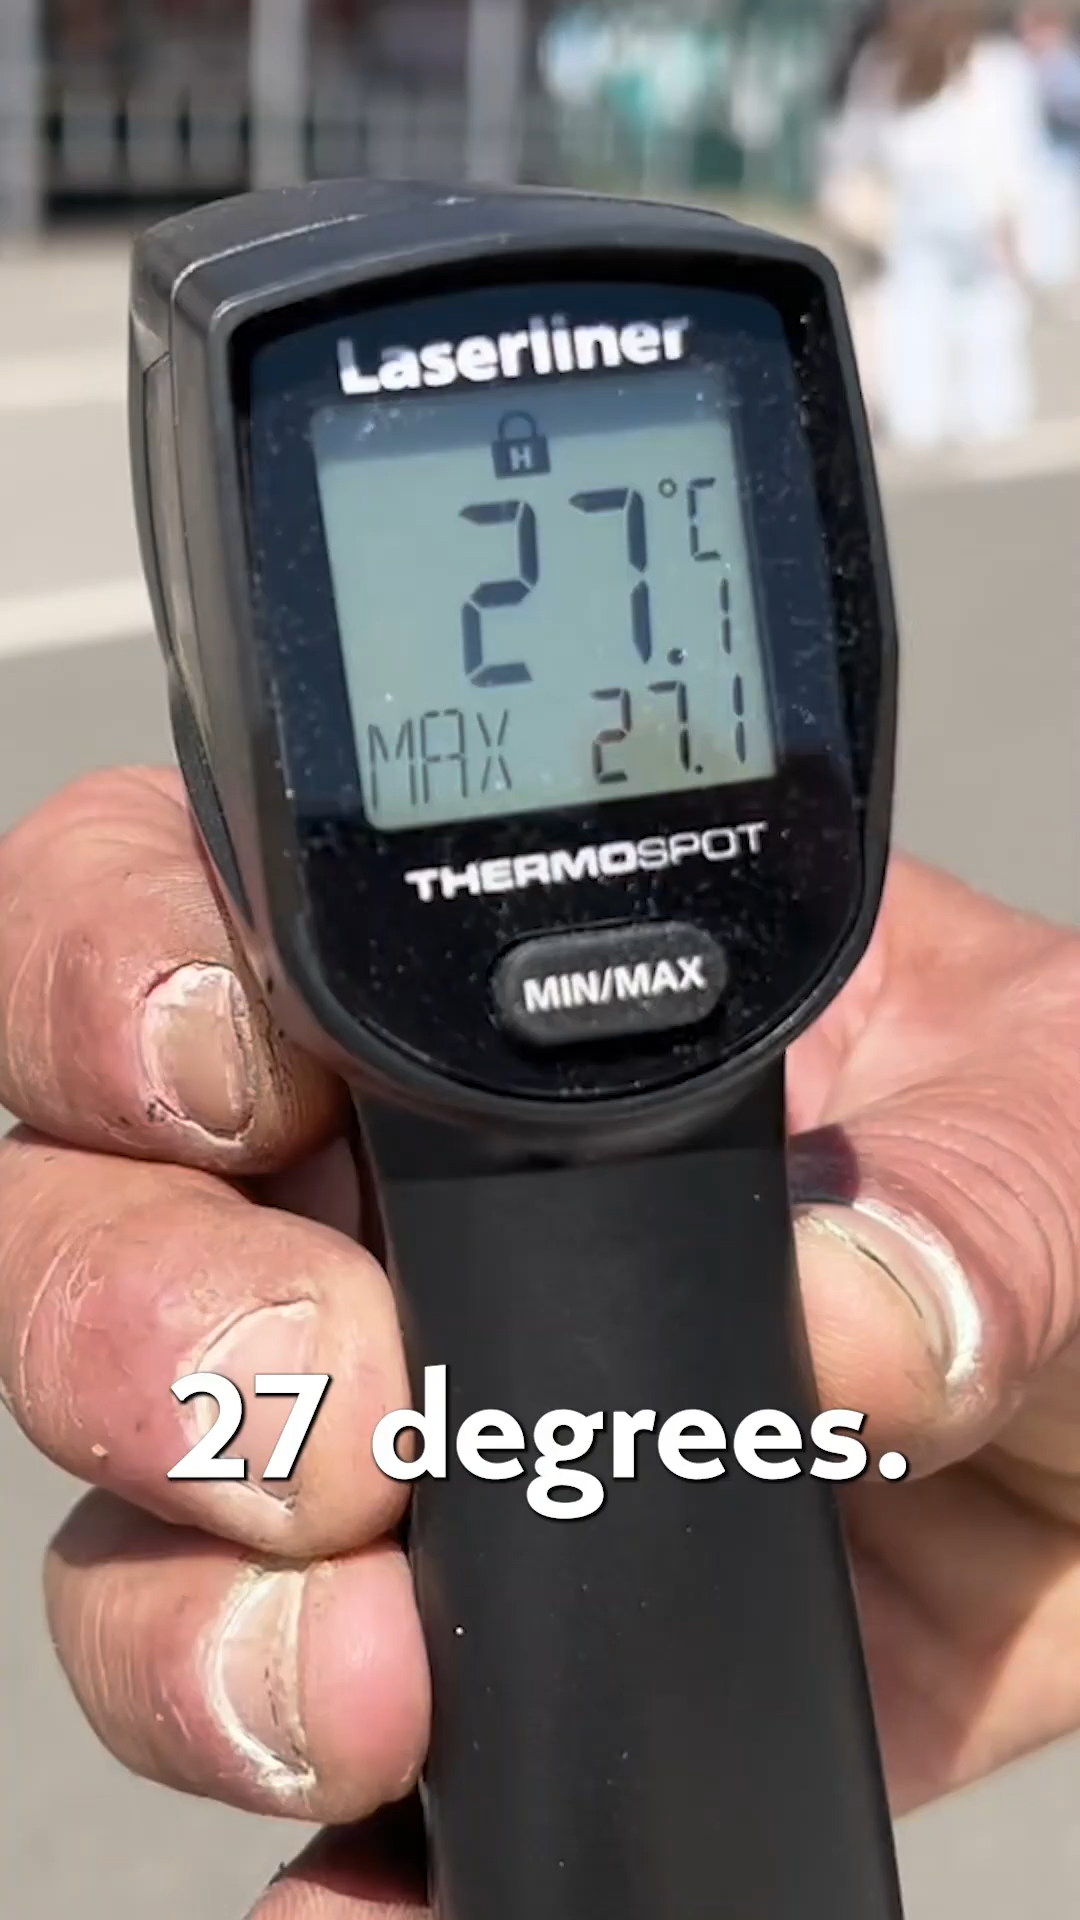 Laserliner
H
27.1 °C
MAX 27.1
THERMOSPOT
MIN/MAX
27 degrees.